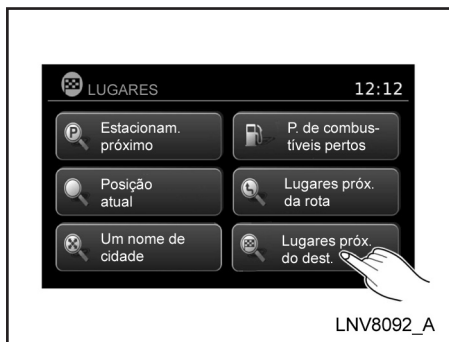 LUGARES 12:12
Estacionam.
próximo
P. de combus-
tíveis pertos
Posição
atual
Lugares próx.
da rota
Um nome de
cidade
Lugares próx.
do dest.
LNV8092_A